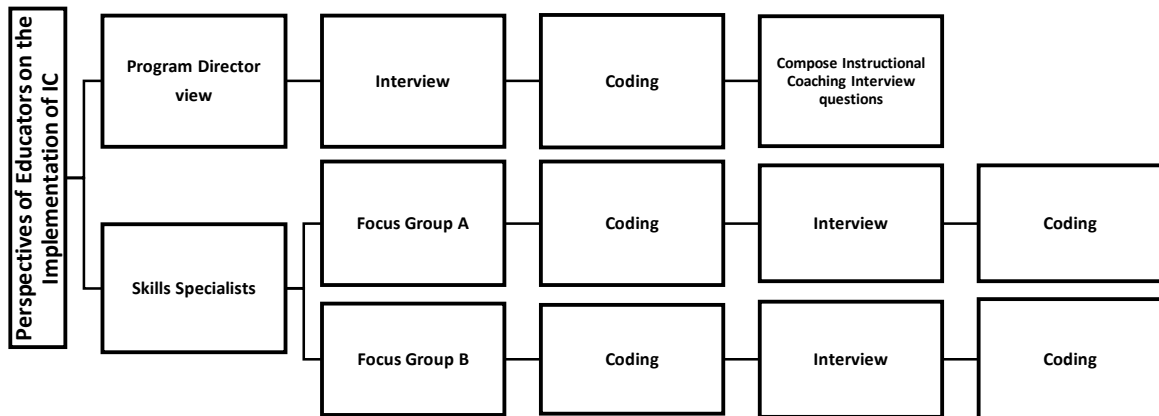 Perspectives of Educators on the
Implementation of IC
Program Director
view
Interview
Coding
Compose Instructional
Coaching Interview
questions
Skills Specialists
Focus Group A
Coding
Interview
Coding
Focus Group B
Coding
Interview
Coding